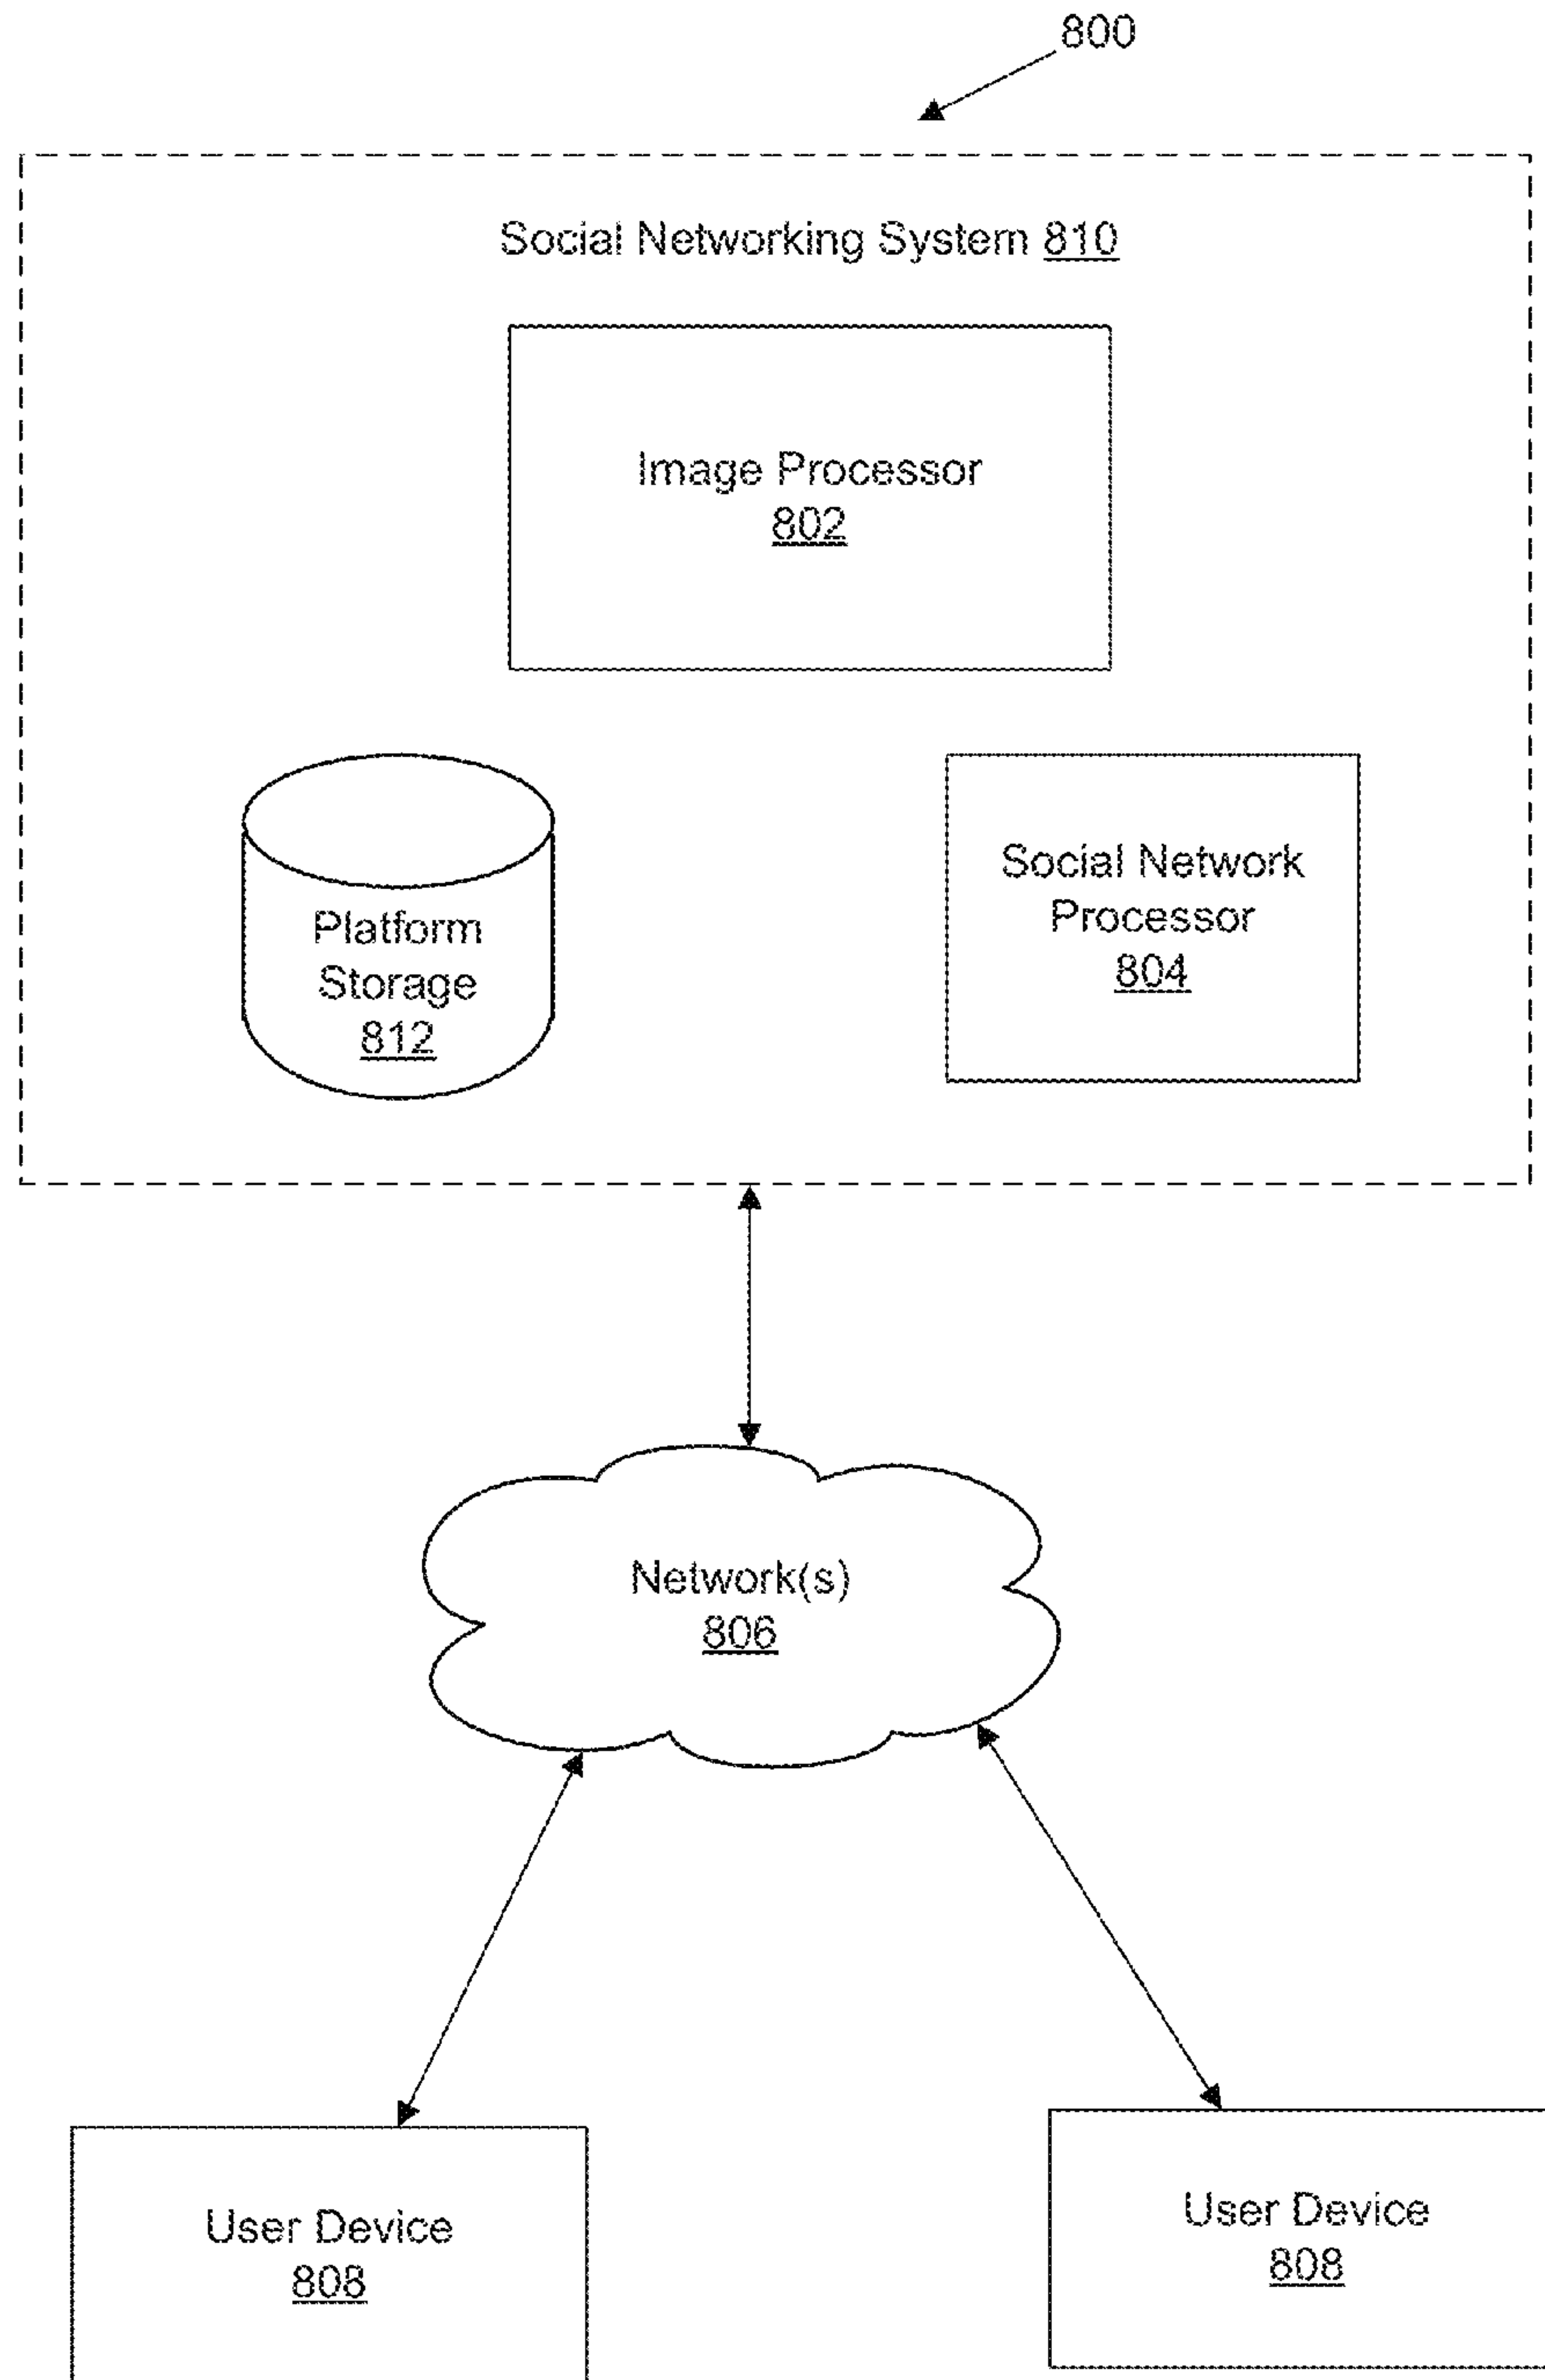 800
Social Networking System 810
Image Processor
802
Platform
Storage
812
Social Network
Processor
804
Network(s)
806
User Device
808
User Device
808